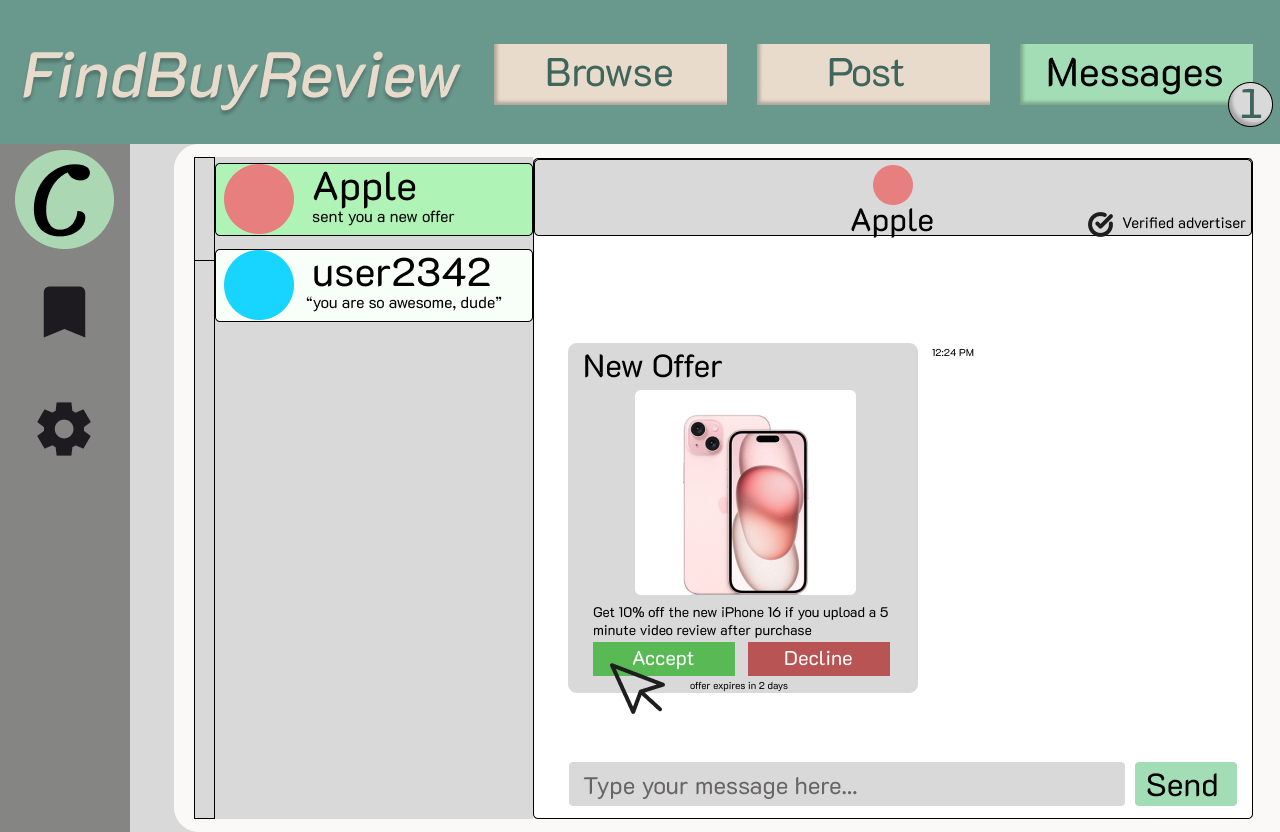 FindBuyReview
Browse
Post
Messages
1
C
Apple
sent you a new offer
user2342
“you are so awesome, dude”
Apple
Verified advertiser
12:24 PM
New Offer
Get 10% off the new iPhone 16 if you upload a 5
minute video review after purchase
Accept
Decline
offer expires in 2 days
Type your message here...
Send